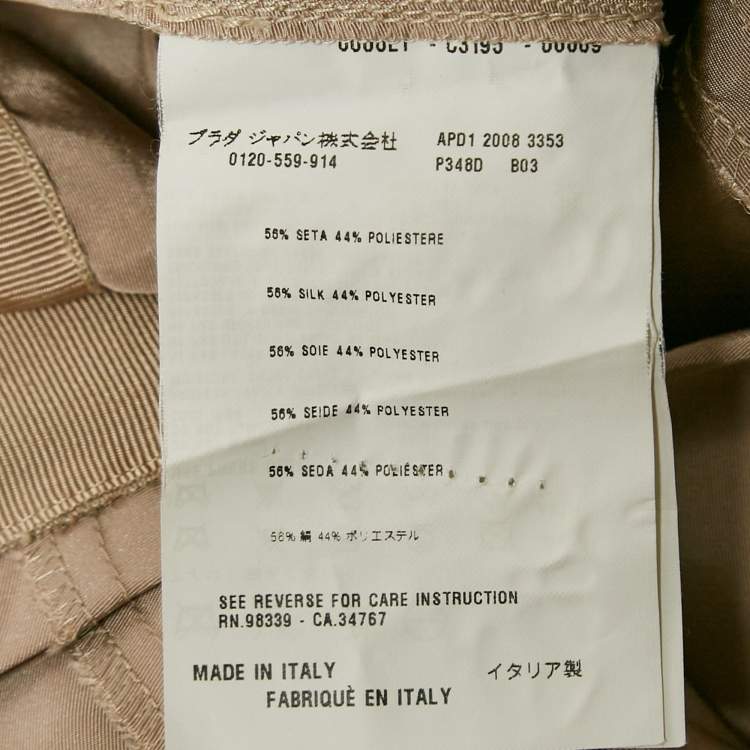 プラダ ジャパン株式会社 APD1 2008 3353
0120-559-914 P348D B03
56% SETA 44% POLIESTERE
56% SILK 44% POLYESTER
56% SOIE 44% POLYESTER
56% SEIDE 44% POLYESTER
56% SEDA 44% POLIÉSTER
56% 絹 44% ポリエステル
SEE REVERSE FOR CARE INSTRUCTION
RN.98339 - CA.34767
MADE IN ITALY イタリア製
FABRIQUÈ EN ITALY